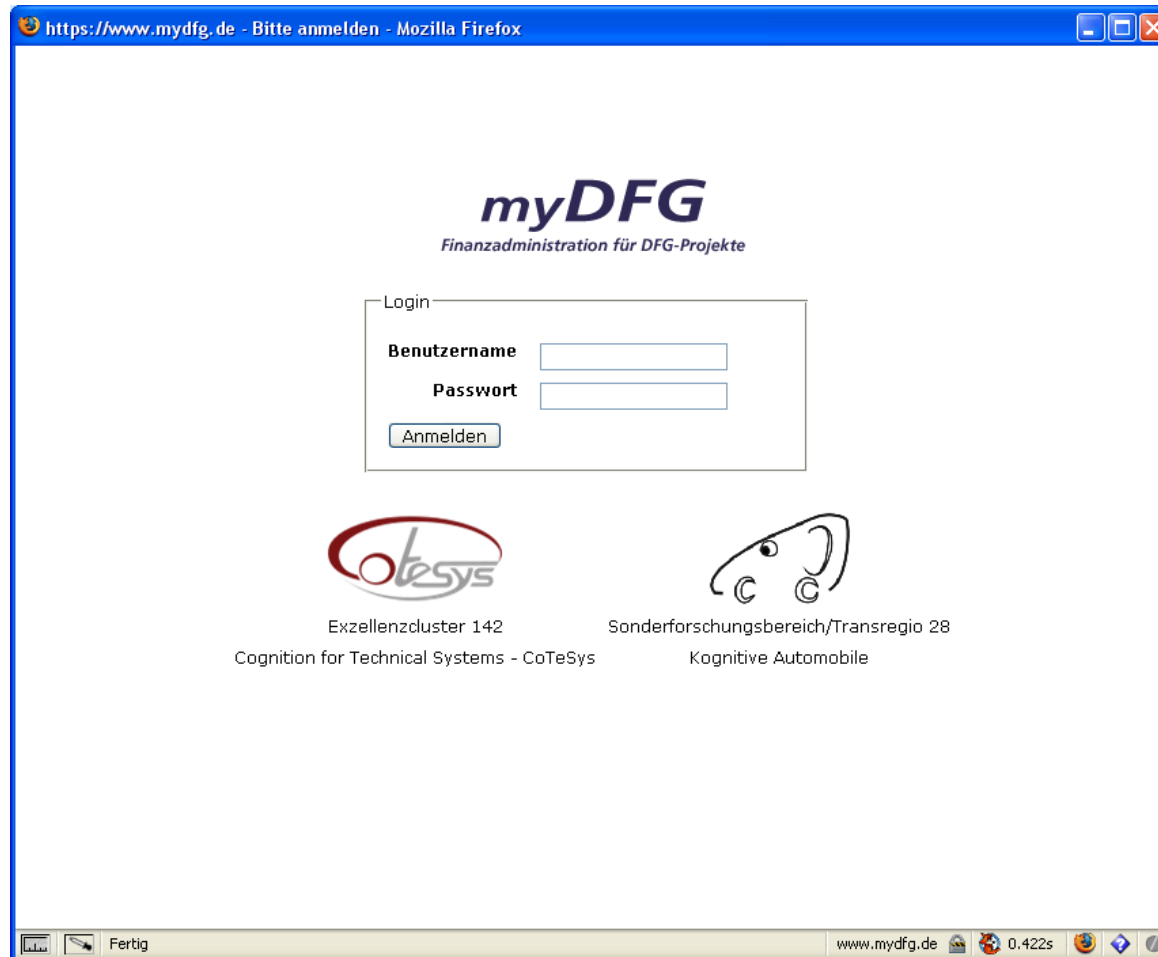 https://www.mydfg.de - Bitte anmelden - Mozilla Firefox
myDFG
Finanzadministration für DFG-Projekte
Login
Benutzername
Passwort
Anmelden
CoTeSys
Exzellenzcluster 142
Cognition for Technical Systems - CoTeSys
Sonderforschungsbereich/Transregio 28
Kognitive Automobile
Fertig
www.mydfg.de
0.422s